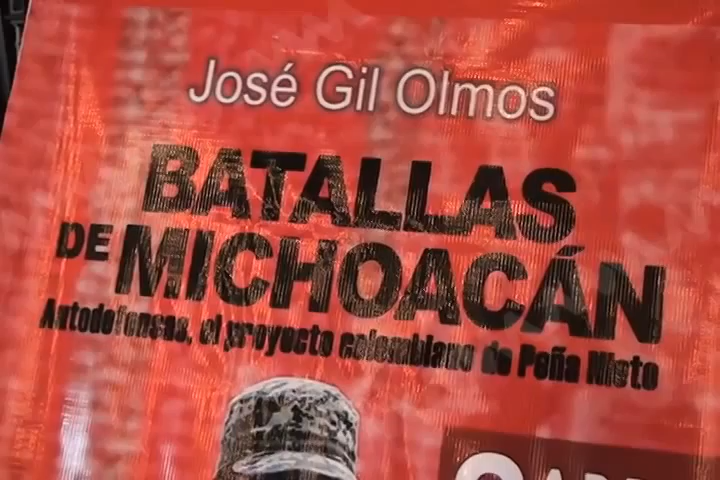 José Gil Olmos
BATALLAS
DE MICHOACÁN
Autodefensas, el proyecto colombiano de Peña Nieto